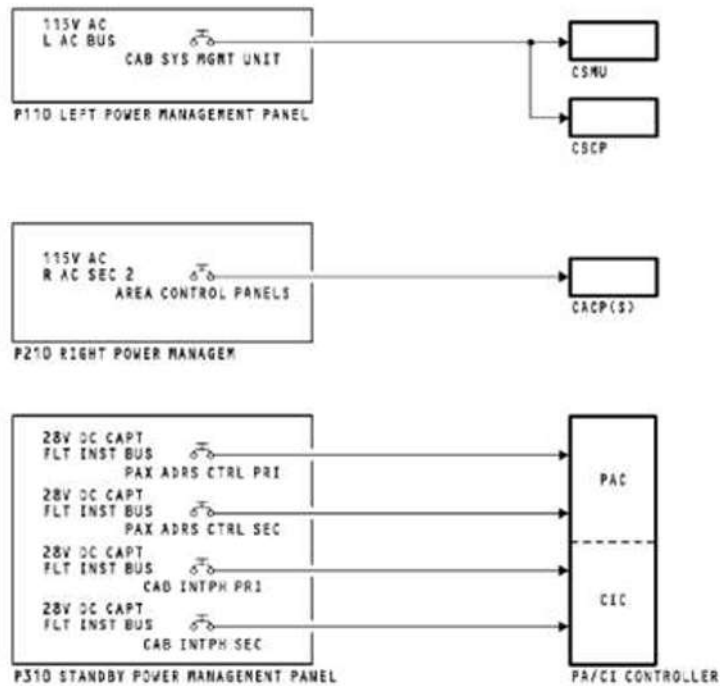 115V AC
L AC BUS
CAB SYS MGMT UNIT
P110 LEFT POWER MANAGEMENT PANEL
CSMU
CSCP
115V AC
R AC SEC 2
AREA CONTROL PANELS
P210 RIGHT POWER MANAGEM
CACP(S)
28V DC CAPT
FLT INST BUS
PAX ADRS CTRL PRI
28V DC CAPT
FLT INST BUS
PAX ADRS CTRL SEC
28V DC CAPT
FLT INST BUS
CAB INTPH PRI
28V DC CAPT
FLT INST BUS
CAB INTPH SEC
P310 STANDBY POWER MANAGEMENT PANEL
PAC
CIC
PA/CI CONTROLLER